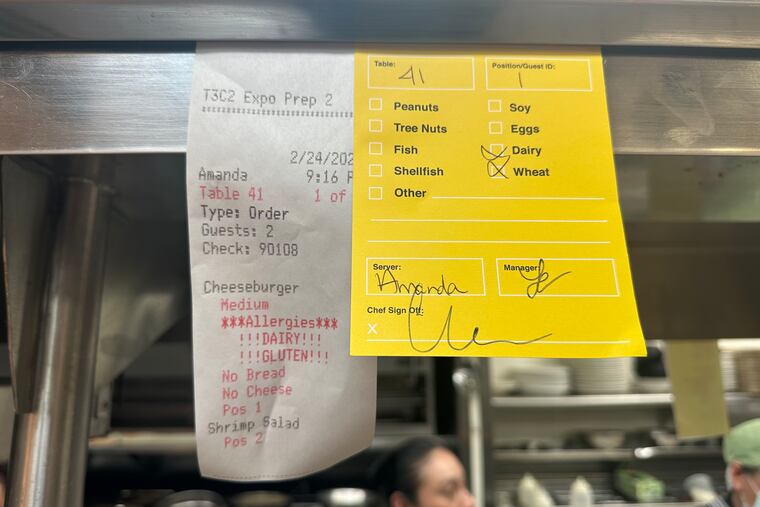 T3C2 Expo Prep 2
2/24/202
Amanda 9:16 P
Table 41 1 of
Type: Order
Guests: 2
Check: 90108
Cheeseburger
Medium
***Allergies***
!!!DAIRY!!!
!!!GLUTEN!!!
No Bread
No Cheese
Pos 1
Shrimp Salad
Pos 2
Table: 41
Position/Guest ID: 1
Peanuts
Soy
Tree Nuts
Eggs
Fish
Dairy
Shellfish
Wheat
Other
Server: Amanda
Manager:
Chef Sign Off:
X